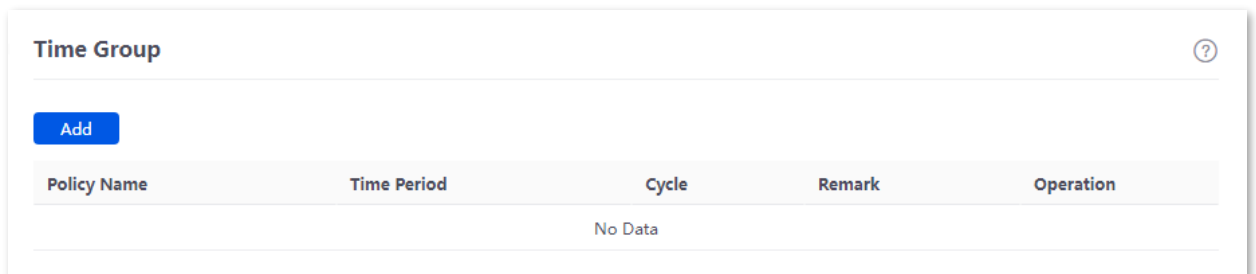 Time Group
?
Add
Policy Name Time Period Cycle Remark Operation
No Data